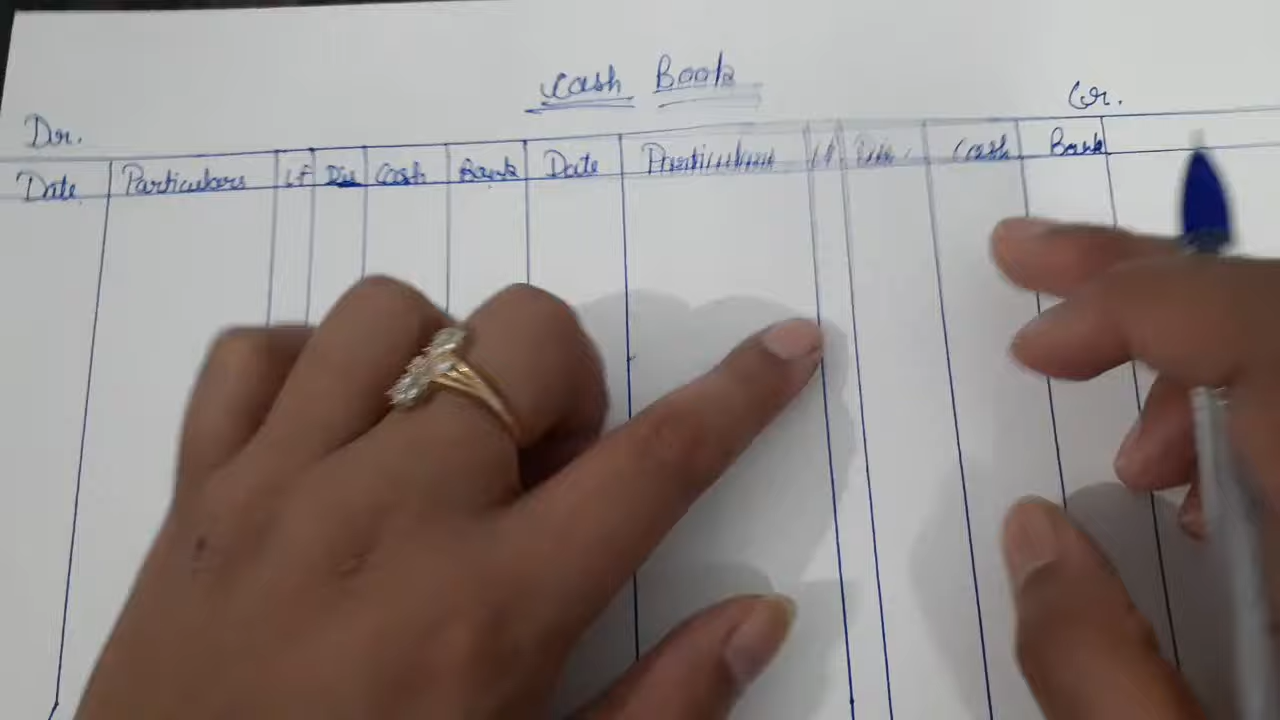 Cash Book
Dr. Cr.
Date Particulars LF Dis Cash Bank Date Particulars LF Dis. Cash Bank